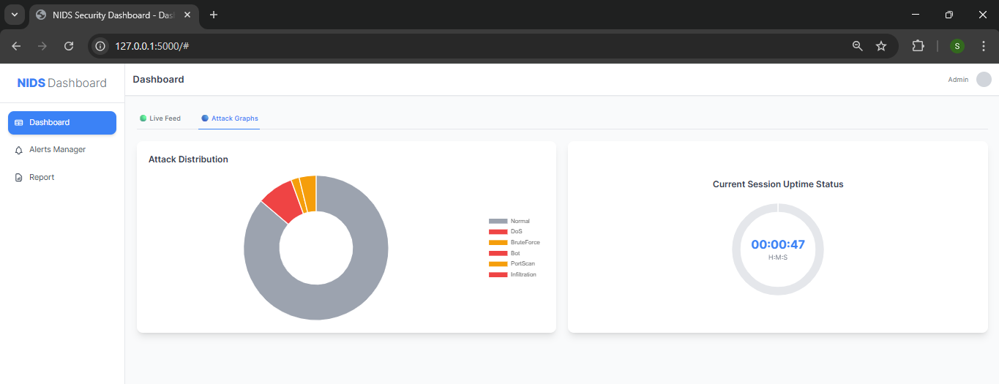 NIDS Security Dashboard - Das
127.0.0.1:5000/#
S
NIDS Dashboard
Dashboard
Admin
Dashboard
Alerts Manager
Report
Live Feed
Attack Graphs
Attack Distribution
Normal
DoS
BruteForce
Bot
PortScan
Infiltration
Current Session Uptime Status
00:00:47
H:M:S